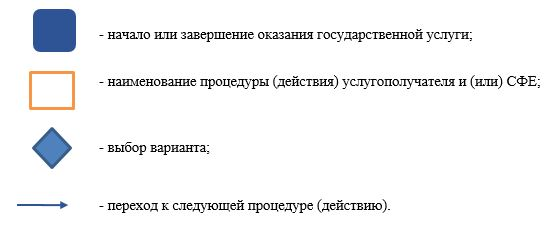 - начало или завершение оказания государственной услуги;
- наименование процедуры (действия) услугополучателя и (или) СФЕ;
- выбор варианта;
- переход к следующей процедуре (действию).